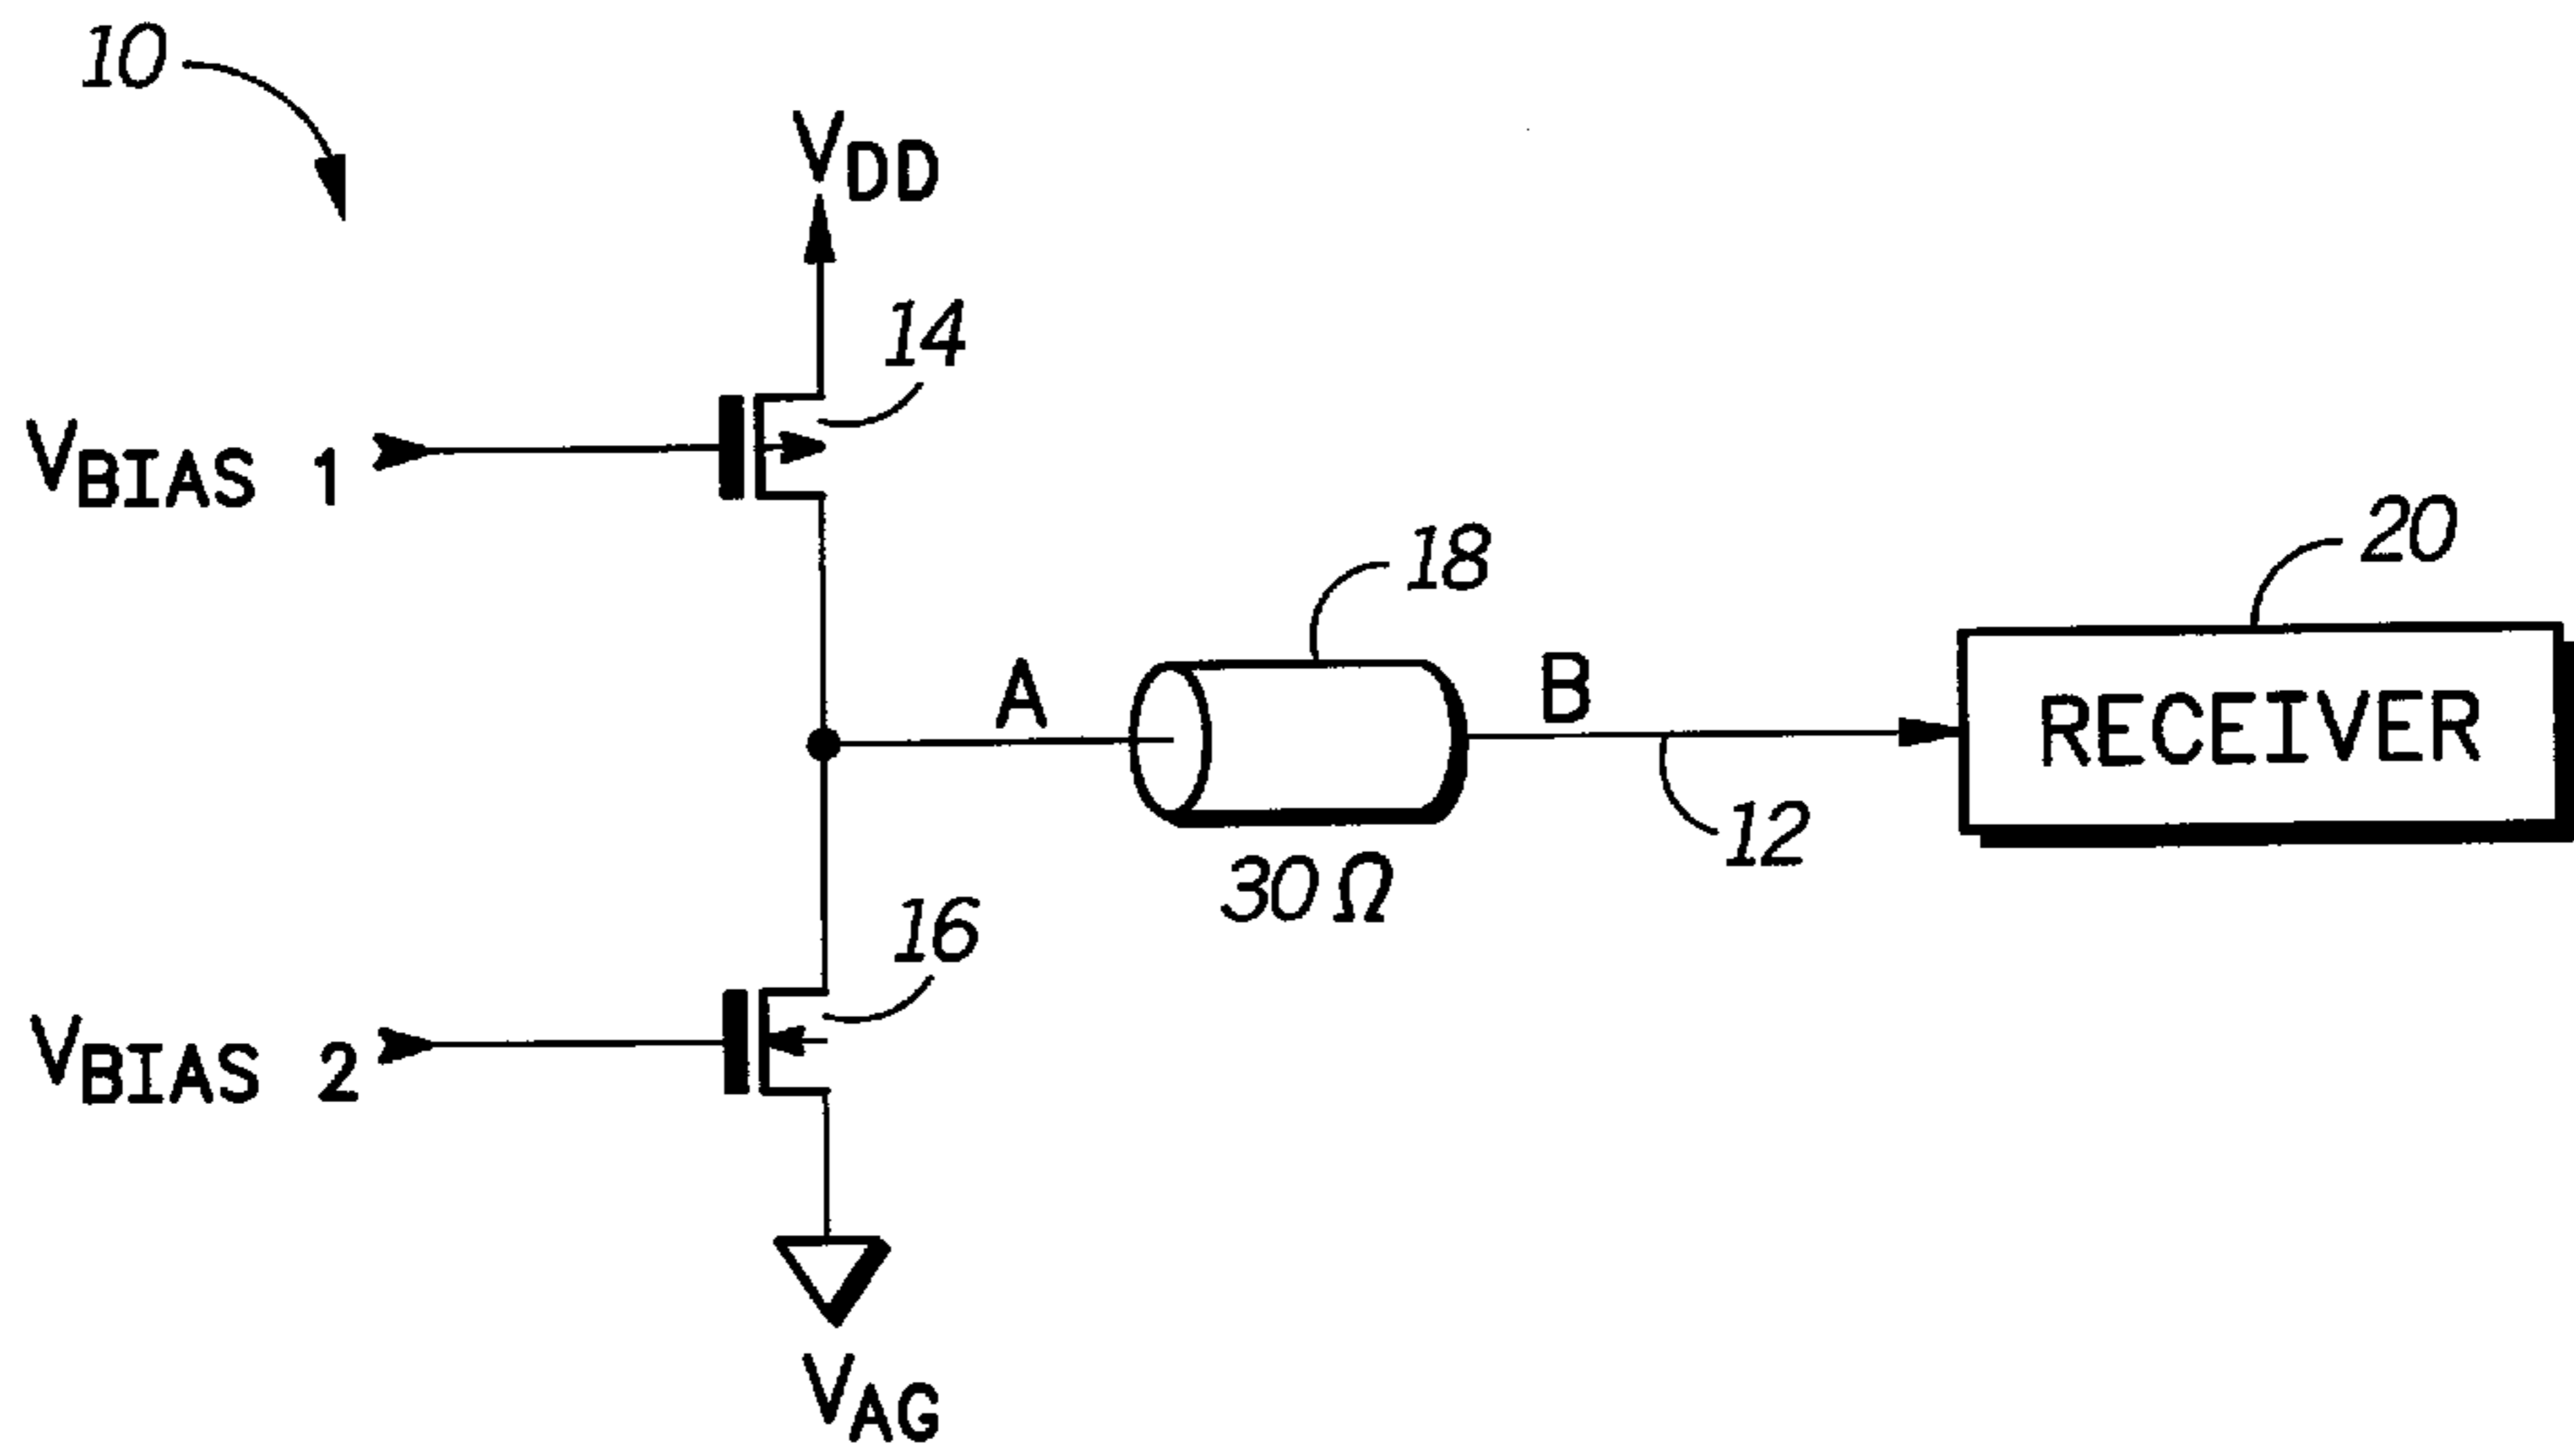 10
VDD
14
VBIAS 1
18
20
A
B
RECEIVER
12
30 Ω
16
VBIAS 2
VAG